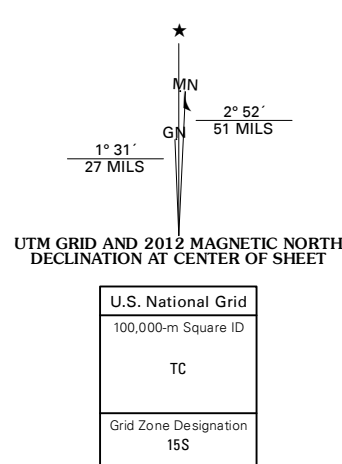 ★
MN
GN
2° 52´
51 MILS
1° 31´
27 MILS
UTM GRID AND 2012 MAGNETIC NORTH
DECLINATION AT CENTER OF SHEET
U.S. National Grid
100,000-m Square ID
TC
Grid Zone Designation
15S